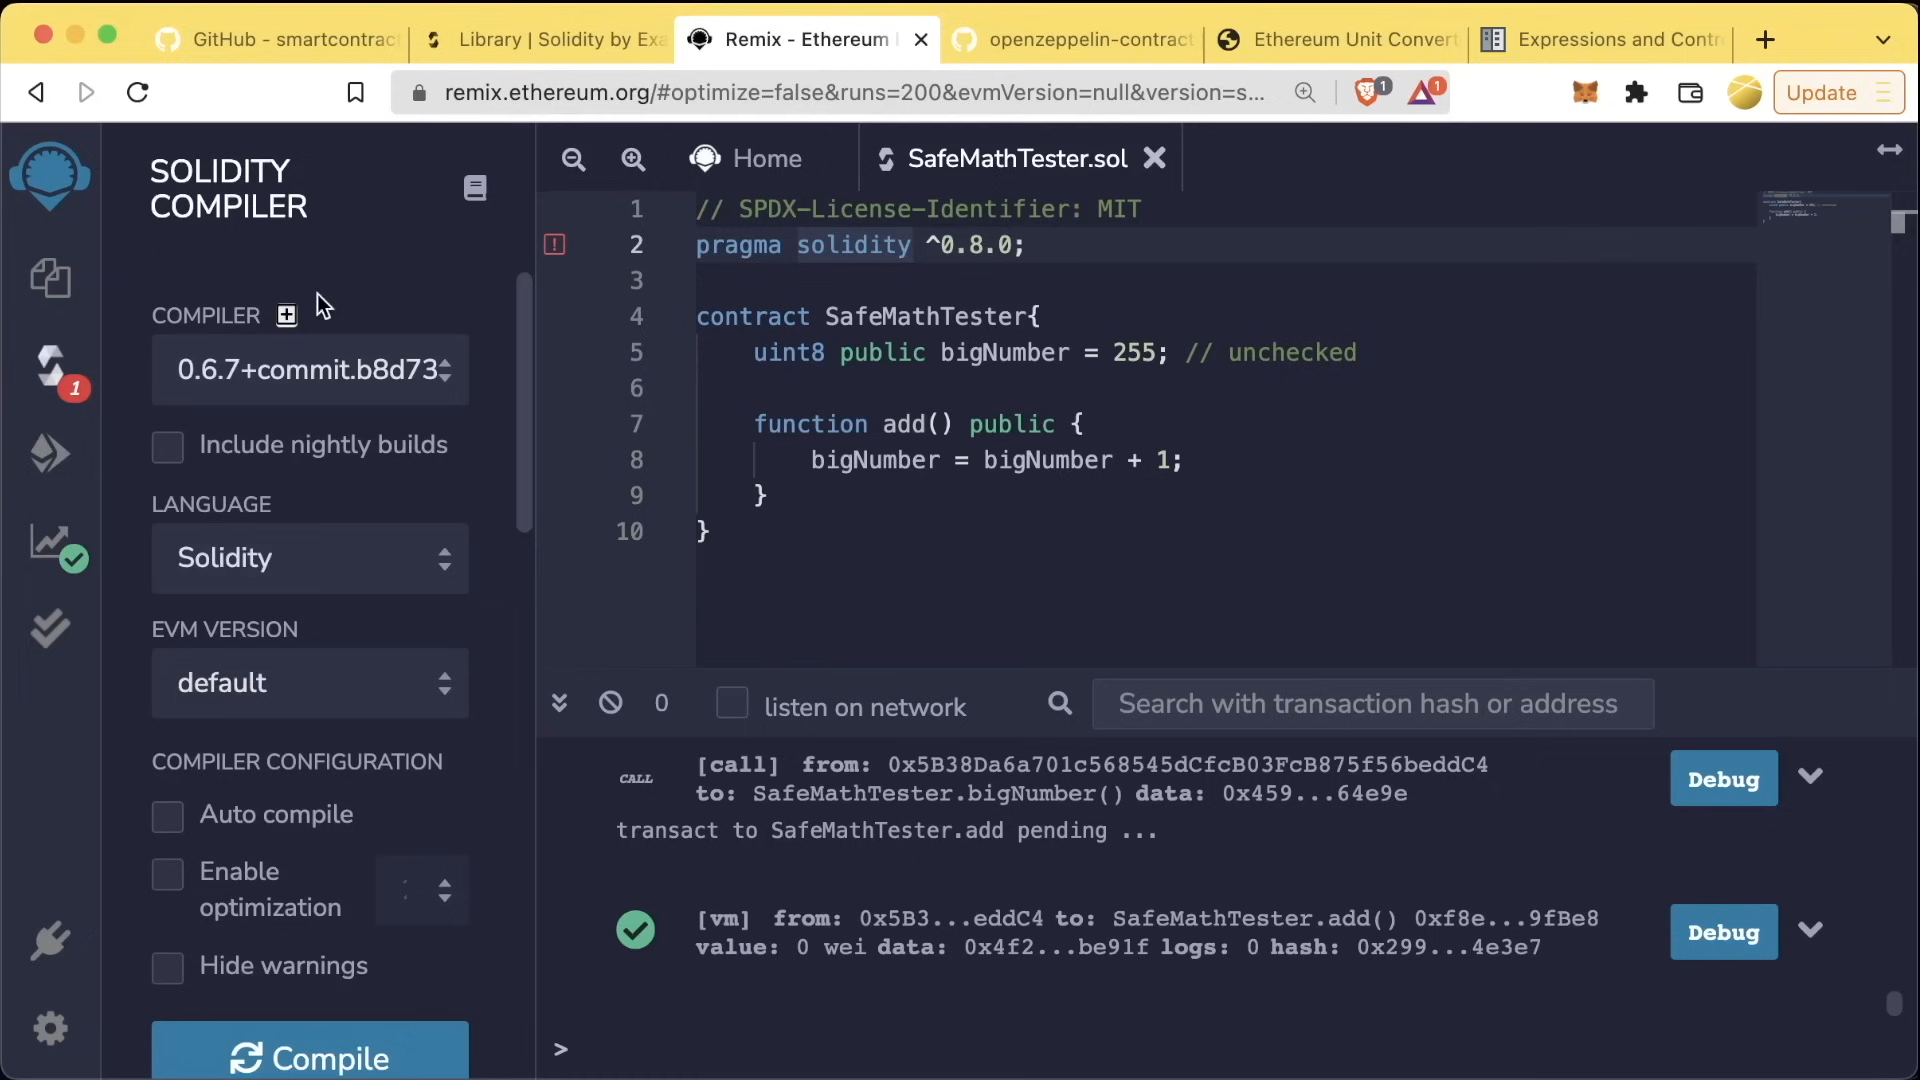 GitHub - smartcontrac
Library | Solidity by Exa
Remix - Ethereum
openzeppelin-contract
Ethereum Unit Convert
Expressions and Contr
remix.ethereum.org/#optimize=false&runs=200&evmVersion=null&version=s...
1
1
Update
SOLIDITY
COMPILER
COMPILER
0.6.7+commit.b8d73
Include nightly builds
LANGUAGE
Solidity
EVM VERSION
default
COMPILER CONFIGURATION
Auto compile
Enable
optimization
Hide warnings
Compile
1
Home
SafeMathTester.sol
1 // SPDX-License-Identifier: MIT
2 pragma solidity ^0.8.0;
3
4 contract SafeMathTester{
5 uint8 public bigNumber = 255; // unchecked
6
7 function add() public {
8 bigNumber = bigNumber + 1;
9 }
10 }
0
listen on network
Search with transaction hash or address
CALL
[call] from: 0x5B38Da6a701c568545dCfcB03FcB875f56beddC4
to: SafeMathTester.bigNumber() data: 0x459...64e9e
Debug
transact to SafeMathTester.add pending ...
[vm] from: 0x5B3...eddC4 to: SafeMathTester.add() 0xf8e...9fBe8
value: 0 wei data: 0x4f2...be91f logs: 0 hash: 0x299...4e3e7
Debug
>